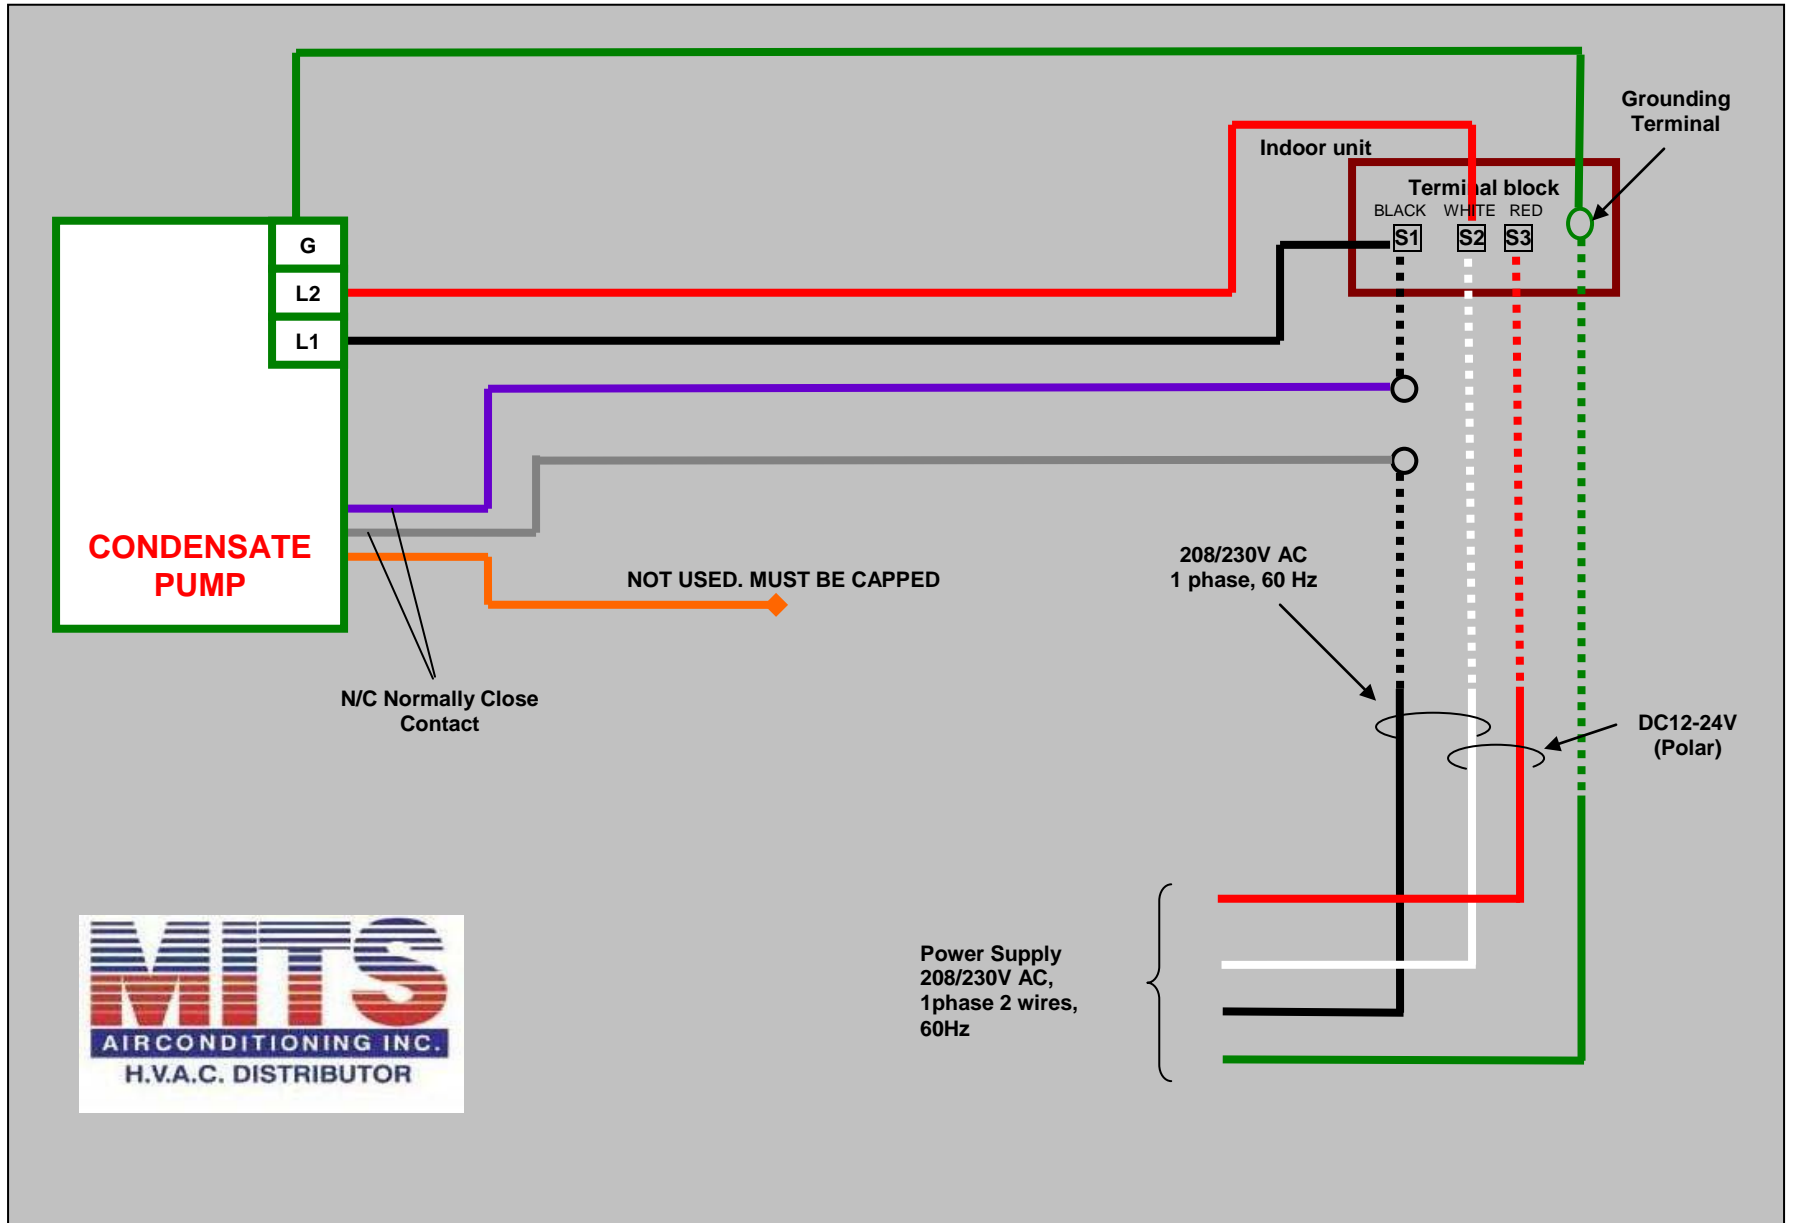 Grounding
Terminal
Indoor unit
Terminal block
BLACK WHITE RED
S1 S2 S3
G
L2
L1
CONDENSATE
PUMP
NOT USED. MUST BE CAPPED
208/230V AC
1 phase, 60 Hz
N/C Normally Close
Contact
DC12-24V
(Polar)
Power Supply
208/230V AC,
1phase 2 wires,
60Hz
MITS
AIRCONDITIONING INC.
H.V.A.C. DISTRIBUTOR